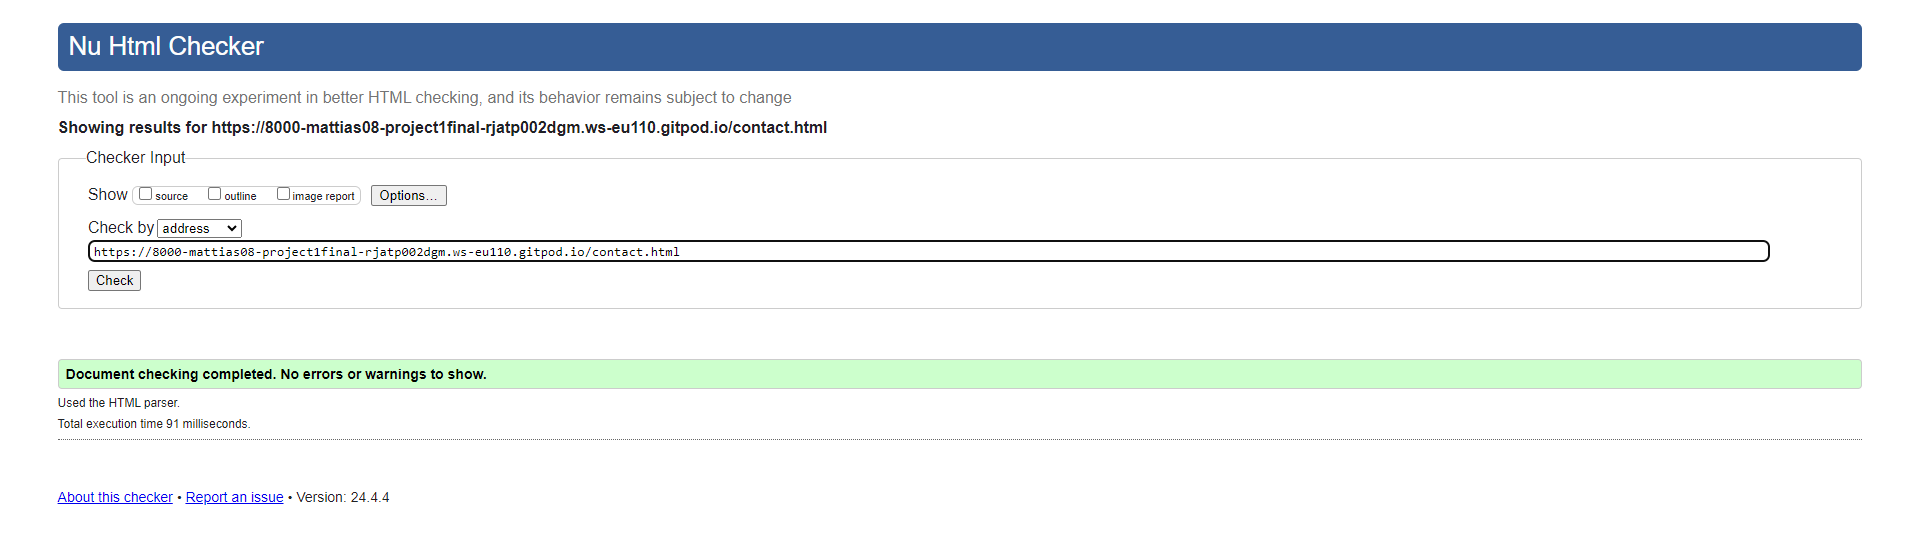 Nu Html Checker
This tool is an ongoing experiment in better HTML checking, and its behavior remains subject to change
Showing results for https://8000-mattias08-project1final-rjatp002dgm.ws-eu110.gitpod.io/contact.html
Checker Input
Show source outline image report Options...
Check by address
https://8000-mattias08-project1final-rjatp002dgm.ws-eu110.gitpod.io/contact.html
Check
Document checking completed. No errors or warnings to show.
Used the HTML parser.
Total execution time 91 milliseconds.
About this checker • Report an issue • Version: 24.4.4